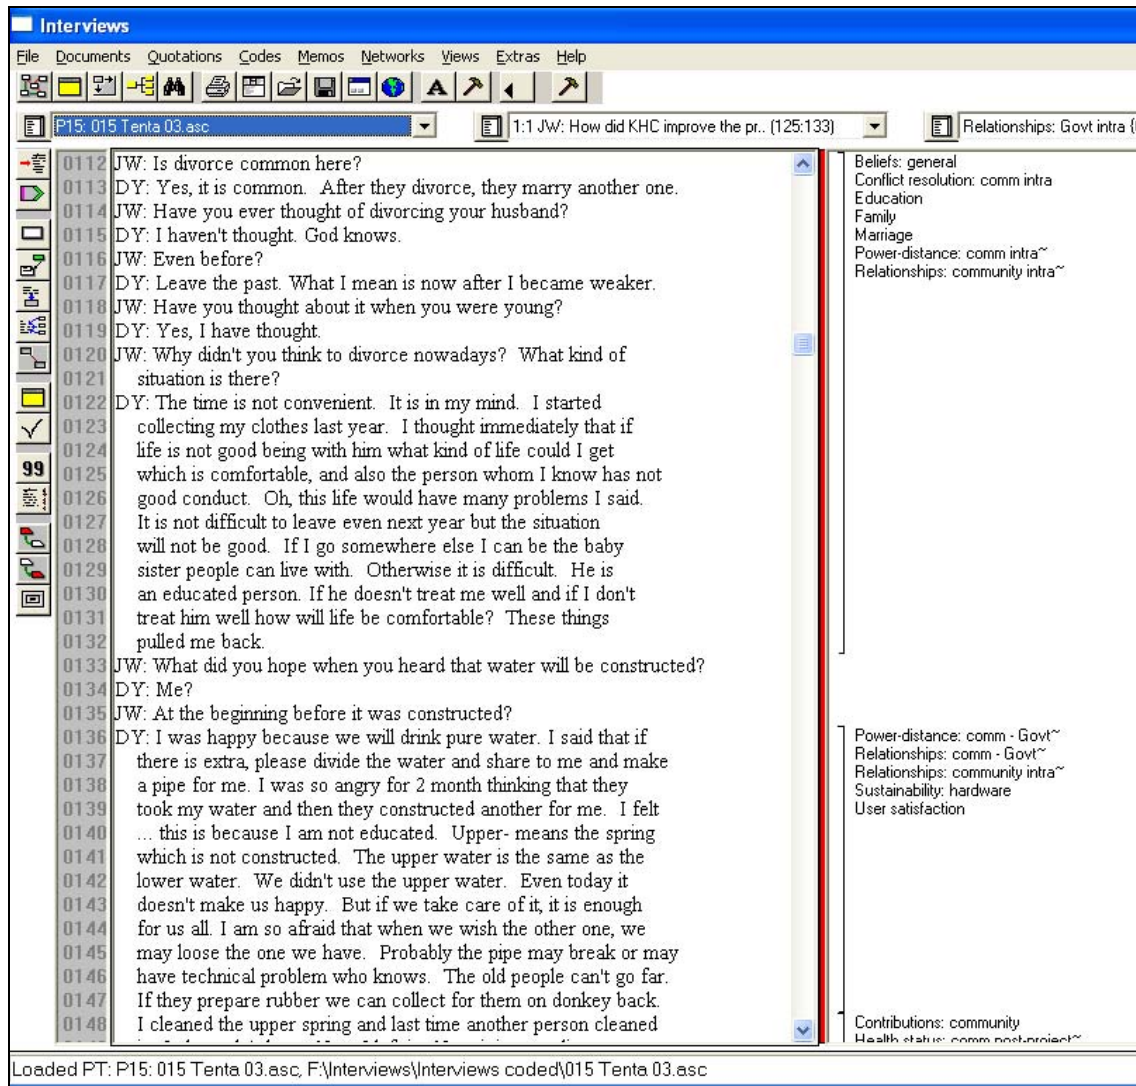 Interviews
File Documents Quotations Codes Memos Networks Views Extras Help
P15: 015 Tenta 03.asc
1:1 JW: How did KHC improve the pr.. (125:133)
Relationships: Govt intra {
0112 JW: Is divorce common here?
0113 DY: Yes, it is common. After they divorce, they marry another one.
0114 JW: Have you ever thought of divorcing your husband?
0115 DY: I haven't thought. God knows.
0116 JW: Even before?
0117 DY: Leave the past. What I mean is now after I became weaker.
0118 JW: Have you thought about it when you were young?
0119 DY: Yes, I have thought.
0120 JW: Why didn't you think to divorce nowadays? What kind of
0121 situation is there?
0122 DY: The time is not convenient. It is in my mind. I started
0123 collecting my clothes last year. I thought immediately that if
0124 life is not good being with him what kind of life could I get
0125 which is comfortable, and also the person whom I know has not
0126 good conduct. Oh, this life would have many problems I said.
0127 It is not difficult to leave even next year but the situation
0128 will not be good. If I go somewhere else I can be the baby
0129 sister people can live with. Otherwise it is difficult. He is
0130 an educated person. If he doesn't treat me well and if I don't
0131 treat him well how will life be comfortable? These things
0132 pulled me back.
0133 JW: What did you hope when you heard that water will be constructed?
0134 DY: Me?
0135 JW: At the beginning before it was constructed?
0136 DY: I was happy because we will drink pure water. I said that if
0137 there is extra, please divide the water and share to me and make
0138 a pipe for me. I was so angry for 2 month thinking that they
0139 took my water and then they constructed another for me. I felt
0140 ... this is because I am not educated. Upper- means the spring
0141 which is not constructed. The upper water is the same as the
0142 lower water. We didn't use the upper water. Even today it
0143 doesn't make us happy. But if we take care of it, it is enough
0144 for us all. I am so afraid that when we wish the other one, we
0145 may loose the one we have. Probably the pipe may break or may
0146 have technical problem who knows. The old people can't go far.
0147 If they prepare rubber we can collect for them on donkey back.
0148 I cleaned the upper spring and last time another person cleaned
Beliefs: general
Conflict resolution: comm intra
Education
Family
Marriage
Power-distance: comm intra~
Relationships: community intra~
Power-distance: comm - Govt~
Relationships: comm - Govt~
Relationships: community intra~
Sustainability: hardware
User satisfaction
Contributions: community
Health status: comm post-project~
99
A
Loaded PT: P15: 015 Tenta 03.asc, F:\Interviews\Interviews coded\015 Tenta 03.asc